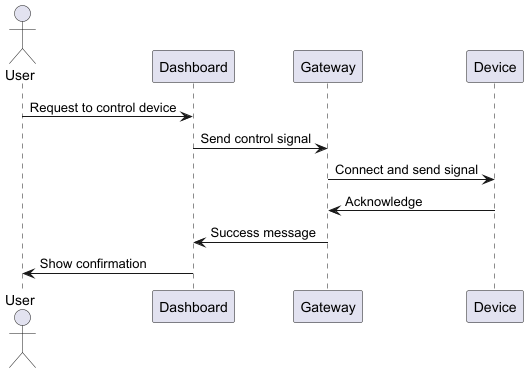 User
Dashboard
Gateway
Device
Request to control device
Send control signal
Connect and send signal
Acknowledge
Success message
Show confirmation
User
Dashboard
Gateway
Device